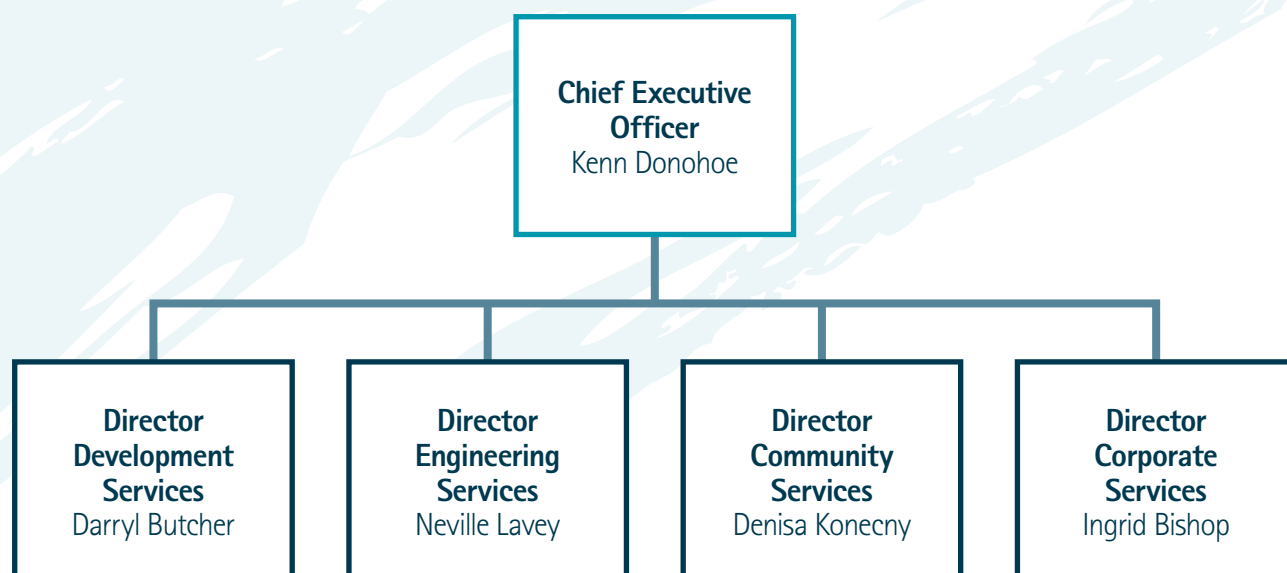 Chief Executive
Officer
Kenn Donohoe
Director
Development
Services
Darryl Butcher
Director
Engineering
Services
Neville Lavey
Director
Community
Services
Denisa Konecny
Director
Corporate
Services
Ingrid Bishop